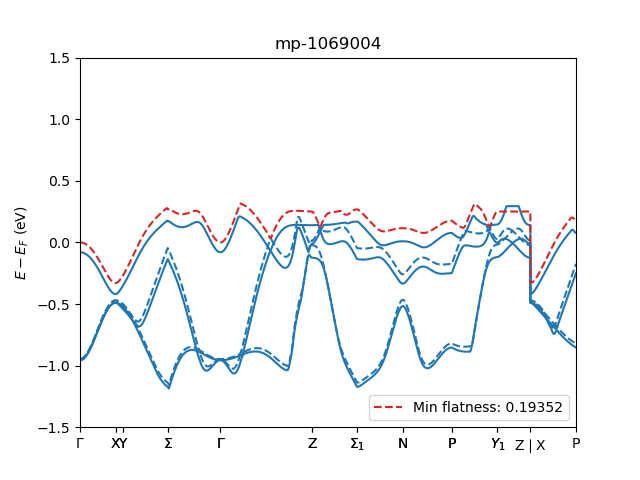 mp-1069004
E − E_F (eV)
1.5
1.0
0.5
0.0
−0.5
−1.0
−1.5
Min flatness: 0.19352
Γ XY Σ Γ Z Σ₁ N P Y₁ Z | X P